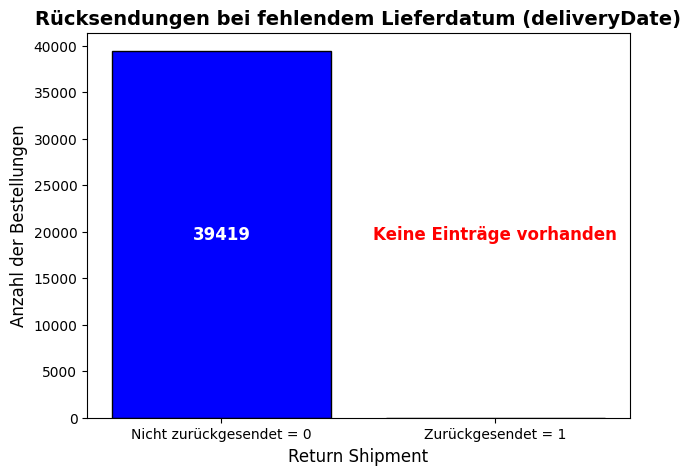 Rücksendungen bei fehlendem Lieferdatum (deliveryDate)
Anzahl der Bestellungen
40000
35000
30000
25000
20000
15000
10000
5000
0
39419
Keine Einträge vorhanden
Nicht zurückgesendet = 0
Zurückgesendet = 1
Return Shipment